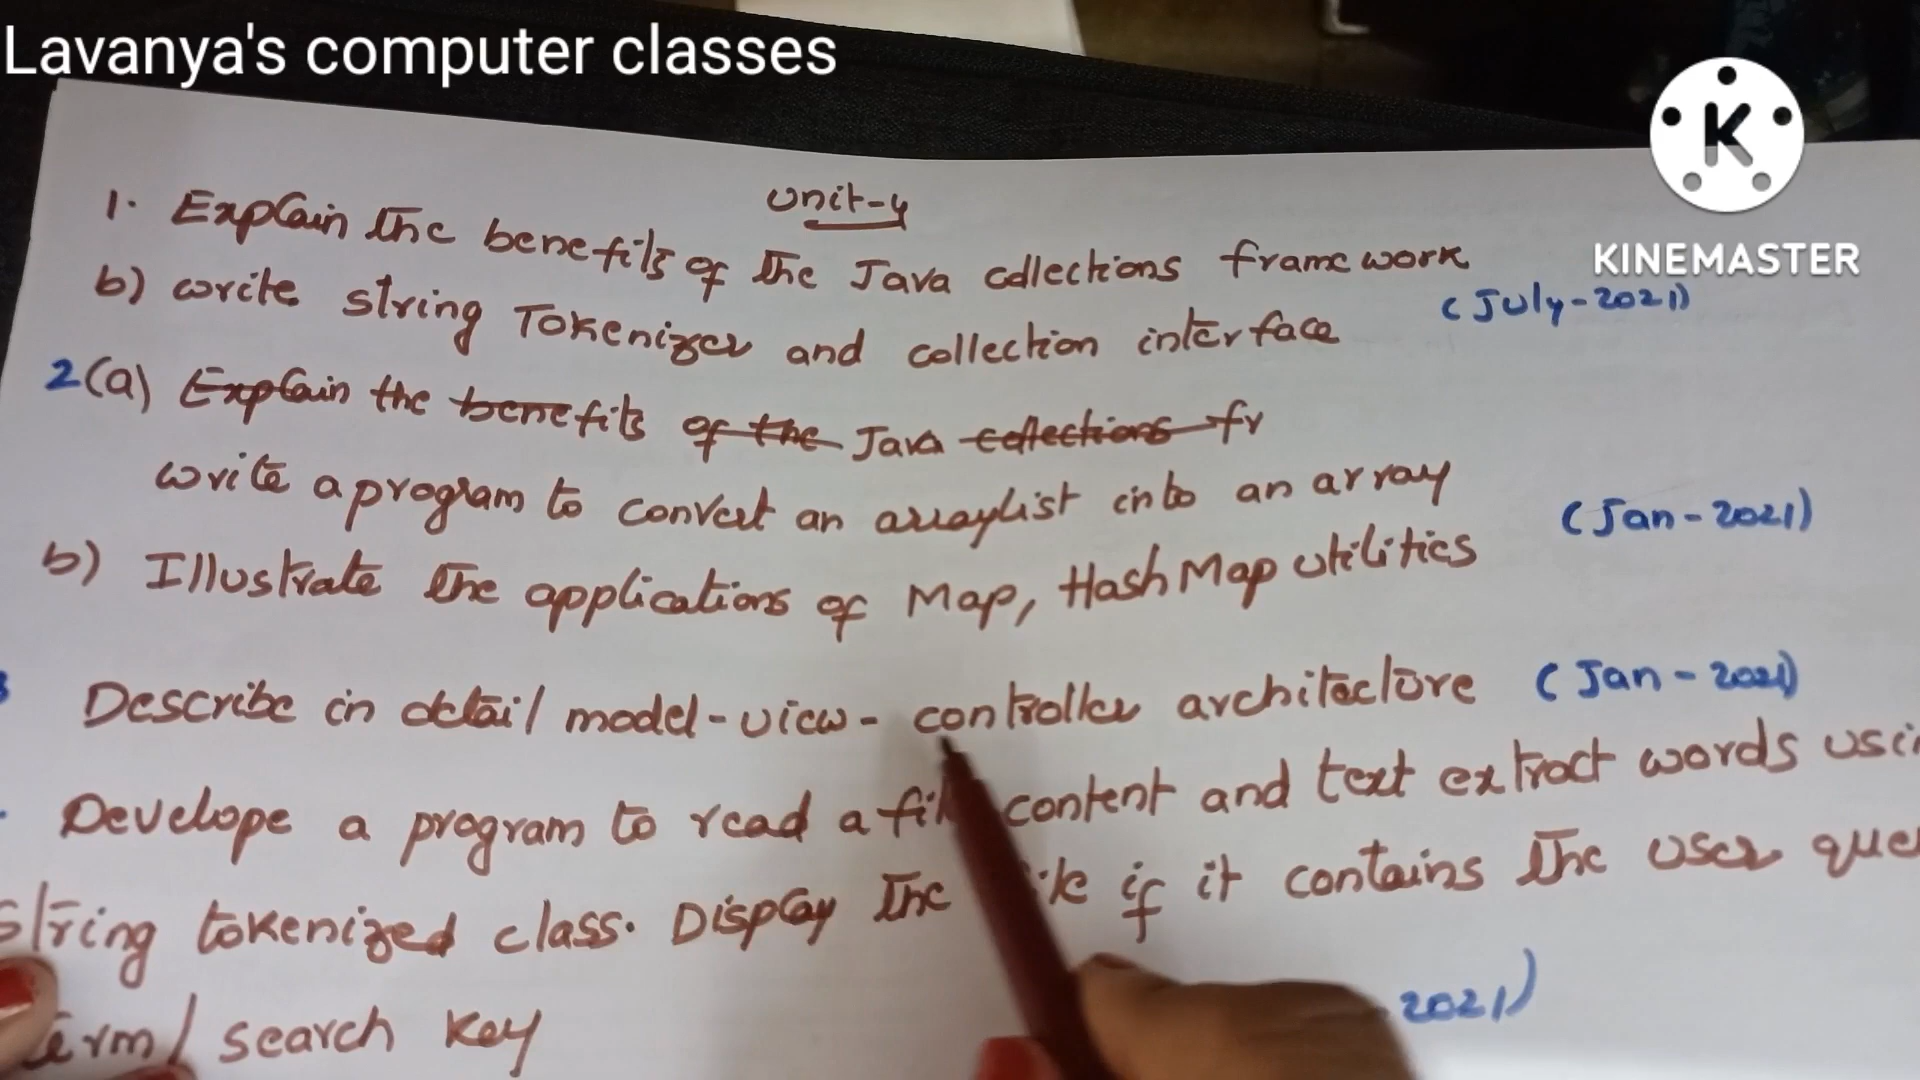 Lavanya's computer classes
KINEMASTER
Unit-4
1. Explain the benefits of the Java collections framework
(July-2021)
b) write string Tokenizer and collection interface
2(a) Explain the benefits of the Java collections fr
write a program to convert an arraylist into an array
(Jan-2021)
b) Illustrate the applications of Map, HashMap utilities
Describe in detail model-view-controller architecture (Jan-2021)
Develope a program to read a content and text extract words
String tokenized class. Display the if it contains the user
search key
2021)